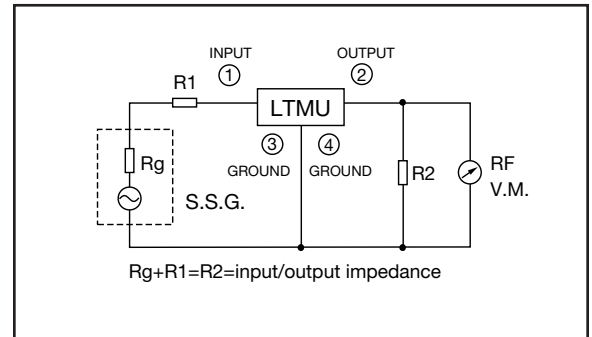 INPUT OUTPUT
① ②
R1
LTMU
③ ④
Rg GROUND GROUND R2 RF
V.M.
S.S.G.
Rg+R1=R2=input/output impedance